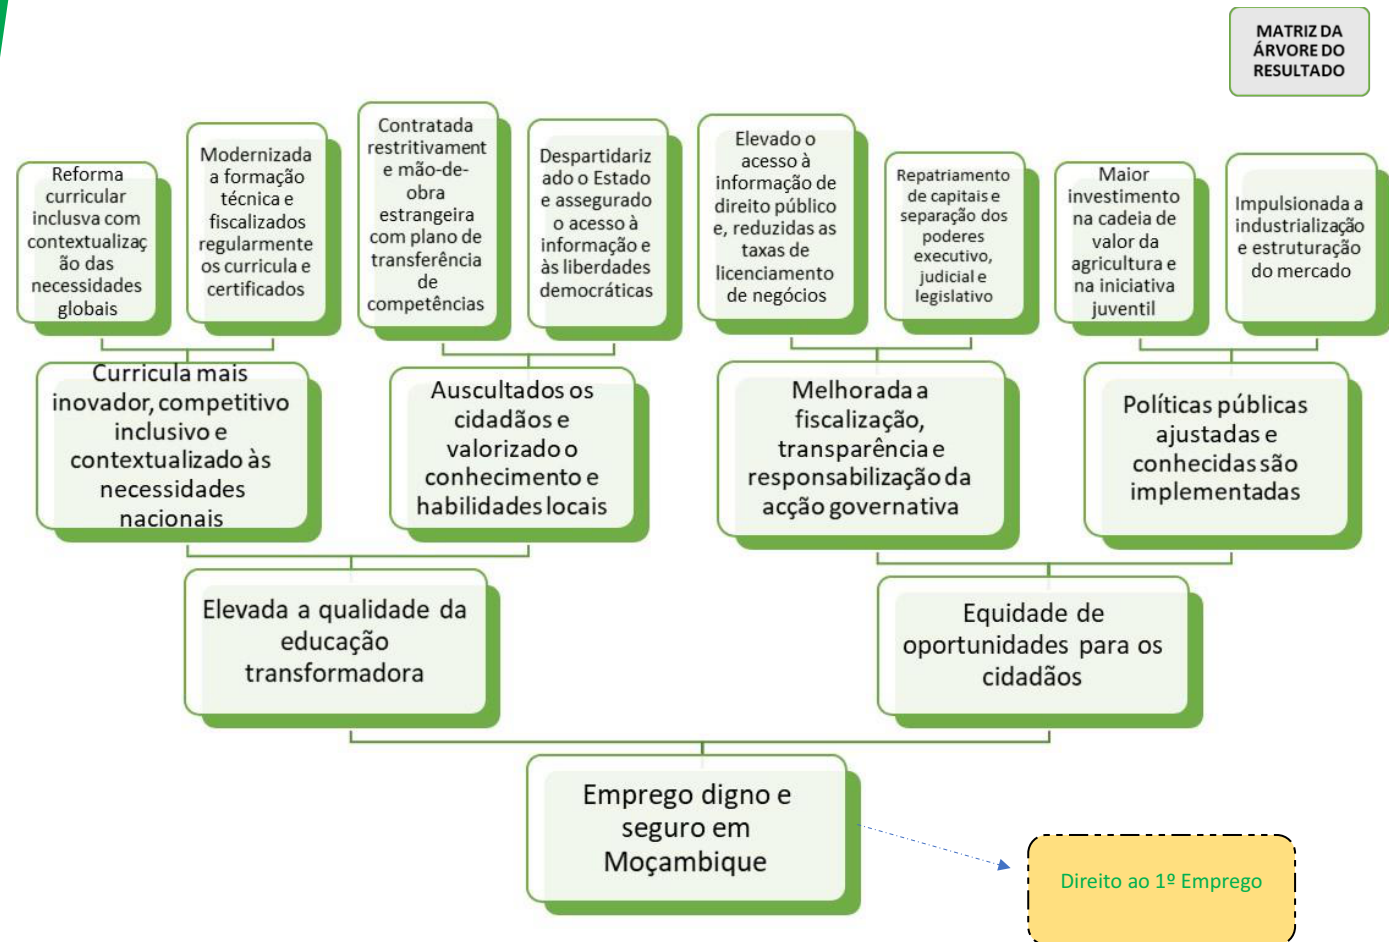 MATRIZ DA
ÁRVORE DO
RESULTADO
Reforma
curricular
inclusva com
contextualizaç
ão das
necessidades
globais
Modernizada
a formação
técnica e
fiscalizados
regularmente
os curricula e
certificados
Contratada
restritivament
e mão-de-
obra
estrangeira
com plano de
transferência
de
competências
Despartidariz
ado o Estado
e assegurado
o acesso à
informação e
às liberdades
democráticas
Elevado o
acesso à
informação de
direito público
e, reduzidas as
taxas de
licenciamento
de negócios
Repatriamento
de capitais e
separação dos
poderes
executivo,
judicial e
legislativo
Maior
investimento
na cadeia de
valor da
agricultura e
na iniciativa
juventil
Impulsionada a
industrialização
e estruturação
do mercado
Curricula mais
inovador, competitivo
inclusivo e
contextualizado às
necessidades
nacionais
Auscultados os
cidadãos e
valorizado o
conhecimento e
habilidades locais
Melhorada a
fiscalização,
transparência e
responsabilização da
acção governativa
Políticas públicas
ajustadas e
conhecidas são
implementadas
Elevada a qualidade da
educação
transformadora
Equidade de
oportunidades para os
cidadãos
Emprego digno e
seguro em
Moçambique
Direito ao 1º Emprego